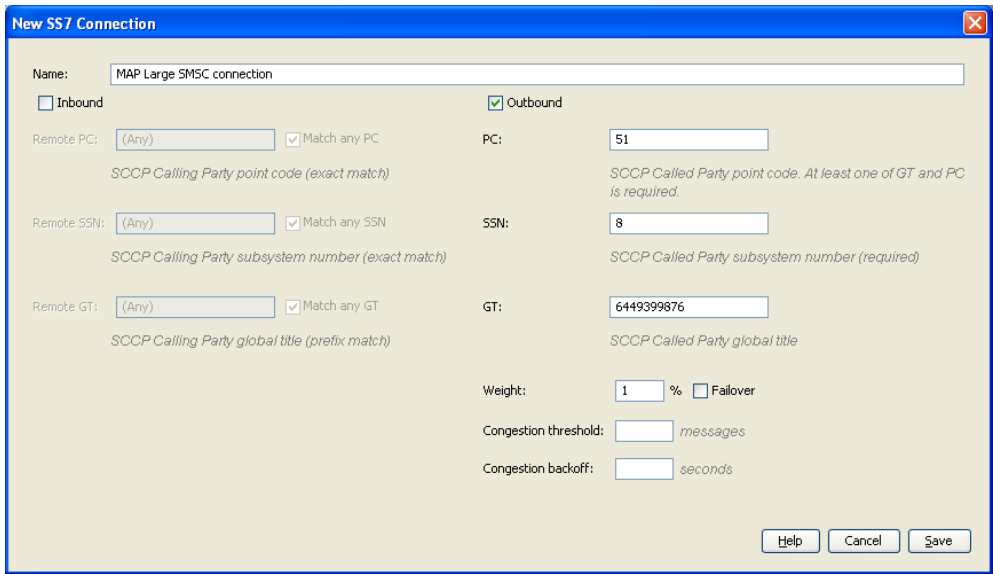 New SS7 Connection
Name: MAP Large SMSC connection
Inbound
Outbound
Remote PC: (Any) Match any PC
PC: 51
SCCP Calling Party point code (exact match)
SCCP Called Party point code. At least one of GT and PC
is required.
Remote SSN: (Any) Match any SSN
SSN: 8
SCCP Calling Party subsystem number (exact match)
SCCP Called Party subsystem number (required)
Remote GT: (Any) Match any GT
GT: 6449399876
SCCP Calling Party global title (prefix match)
SCCP Called Party global title
Weight: 1 % Failover
Congestion threshold: messages
Congestion backoff: seconds
Help Cancel Save